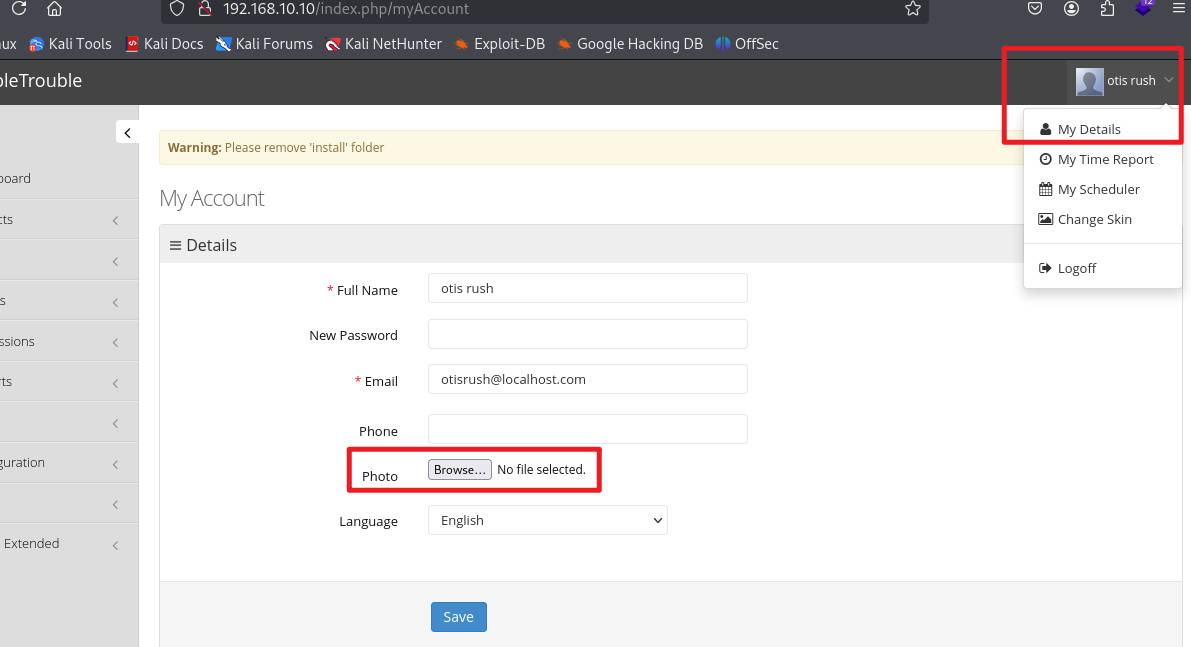 192.168.10.10/index.php/myAccount
12
ux Kali Tools Kali Docs Kali Forums Kali NetHunter Exploit-DB Google Hacking DB OffSec
leTrouble
otis rush
My Details
My Time Report
My Scheduler
Change Skin
Logoff
Warning: Please remove 'install' folder
My Account
Details
* Full Name otis rush
New Password
* Email otisrush@localhost.com
Phone
Photo Browse... No file selected.
Language English
Save
oard
cts
s
ssions
rts
guration
Extended